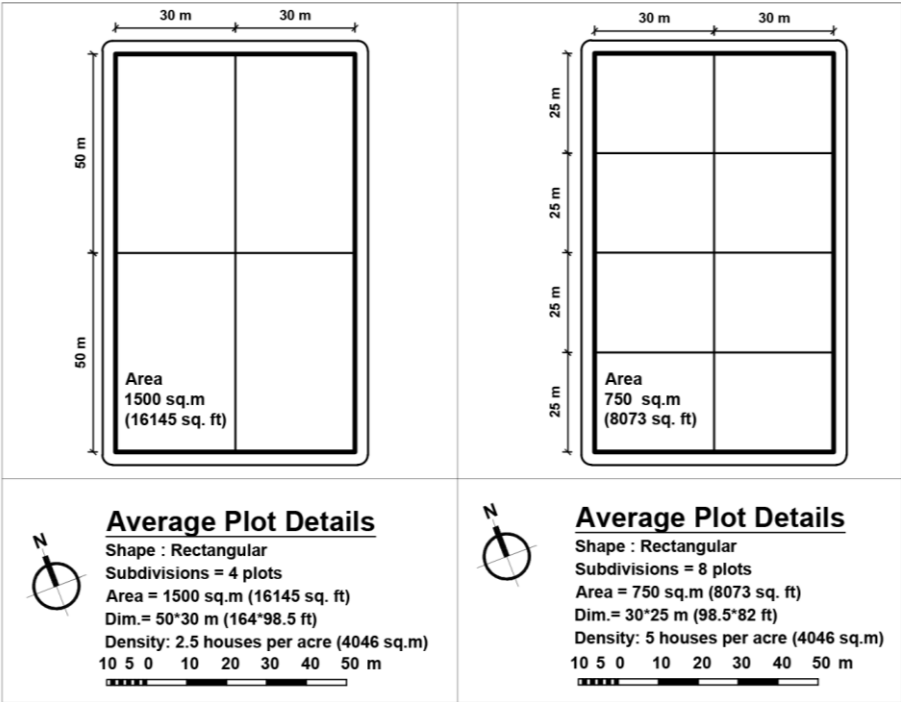 30 m 30 m
50 m
50 m
Area
1500 sq.m
(16145 sq. ft)
N
Average Plot Details
Shape : Rectangular
Subdivisions = 4 plots
Area = 1500 sq.m (16145 sq. ft)
Dim.= 50*30 m (164*98.5 ft)
Density: 2.5 houses per acre (4046 sq.m)
10 5 0 10 20 30 40 50 m
30 m 30 m
25 m
25 m
25 m
25 m
Area
750 sq.m
(8073 sq. ft)
N
Average Plot Details
Shape : Rectangular
Subdivisions = 8 plots
Area = 750 sq.m (8073 sq. ft)
Dim.= 30*25 m (98.5*82 ft)
Density: 5 houses per acre (4046 sq.m)
10 5 0 10 20 30 40 50 m